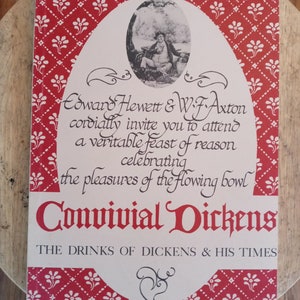 Edward Hewett & W.F. Axton
cordially invite you to attend
a veritable feast of reason
celebrating
the pleasures of the flowing bowl
Convivial Dickens
THE DRINKS OF DICKENS & HIS TIMES